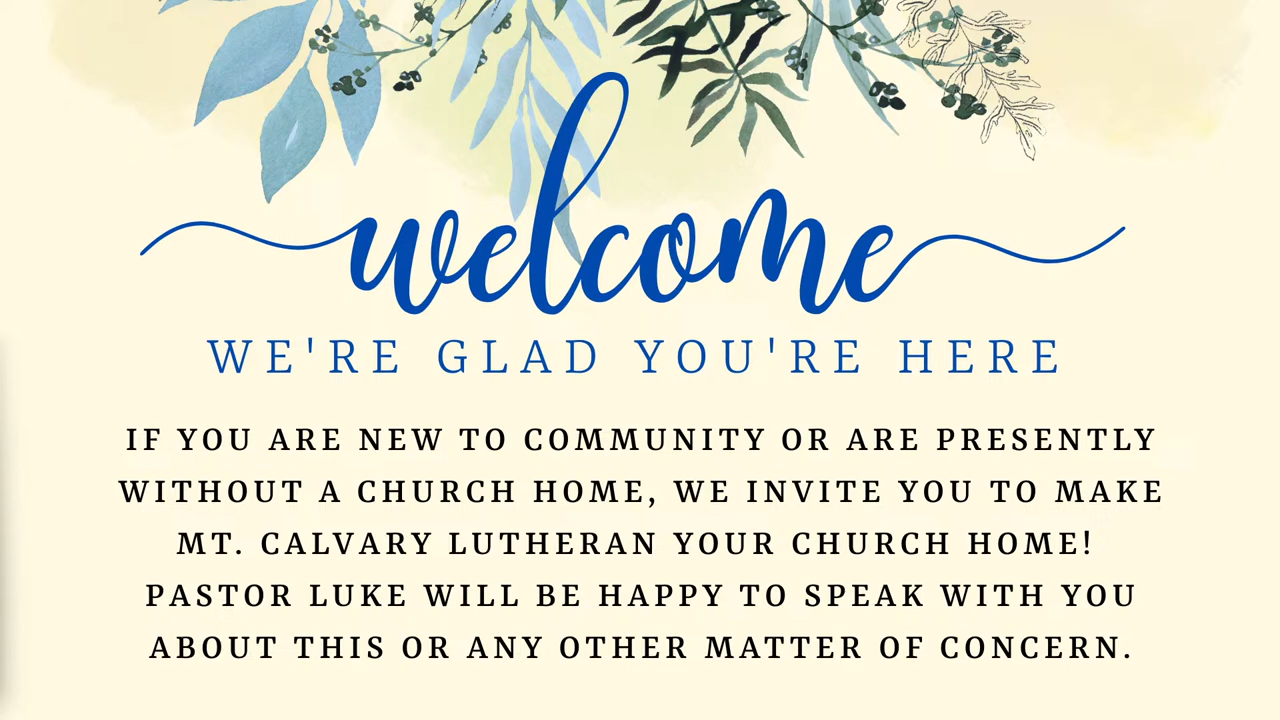 welcome
WE'RE GLAD YOU'RE HERE
IF YOU ARE NEW TO COMMUNITY OR ARE PRESENTLY
WITHOUT A CHURCH HOME, WE INVITE YOU TO MAKE
MT. CALVARY LUTHERAN YOUR CHURCH HOME!
PASTOR LUKE WILL BE HAPPY TO SPEAK WITH YOU
ABOUT THIS OR ANY OTHER MATTER OF CONCERN.